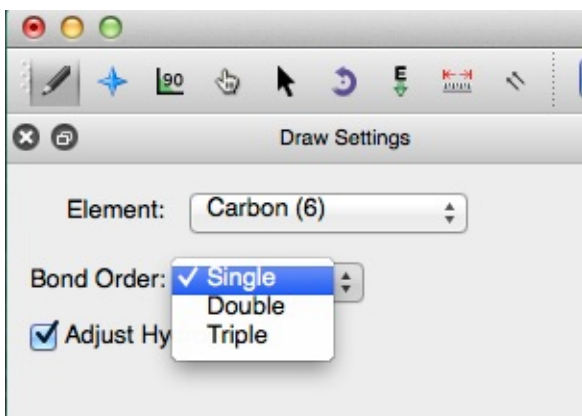 90
E
Draw Settings
Element: Carbon (6)
Bond Order: Single
Double
Adjust Hy Triple